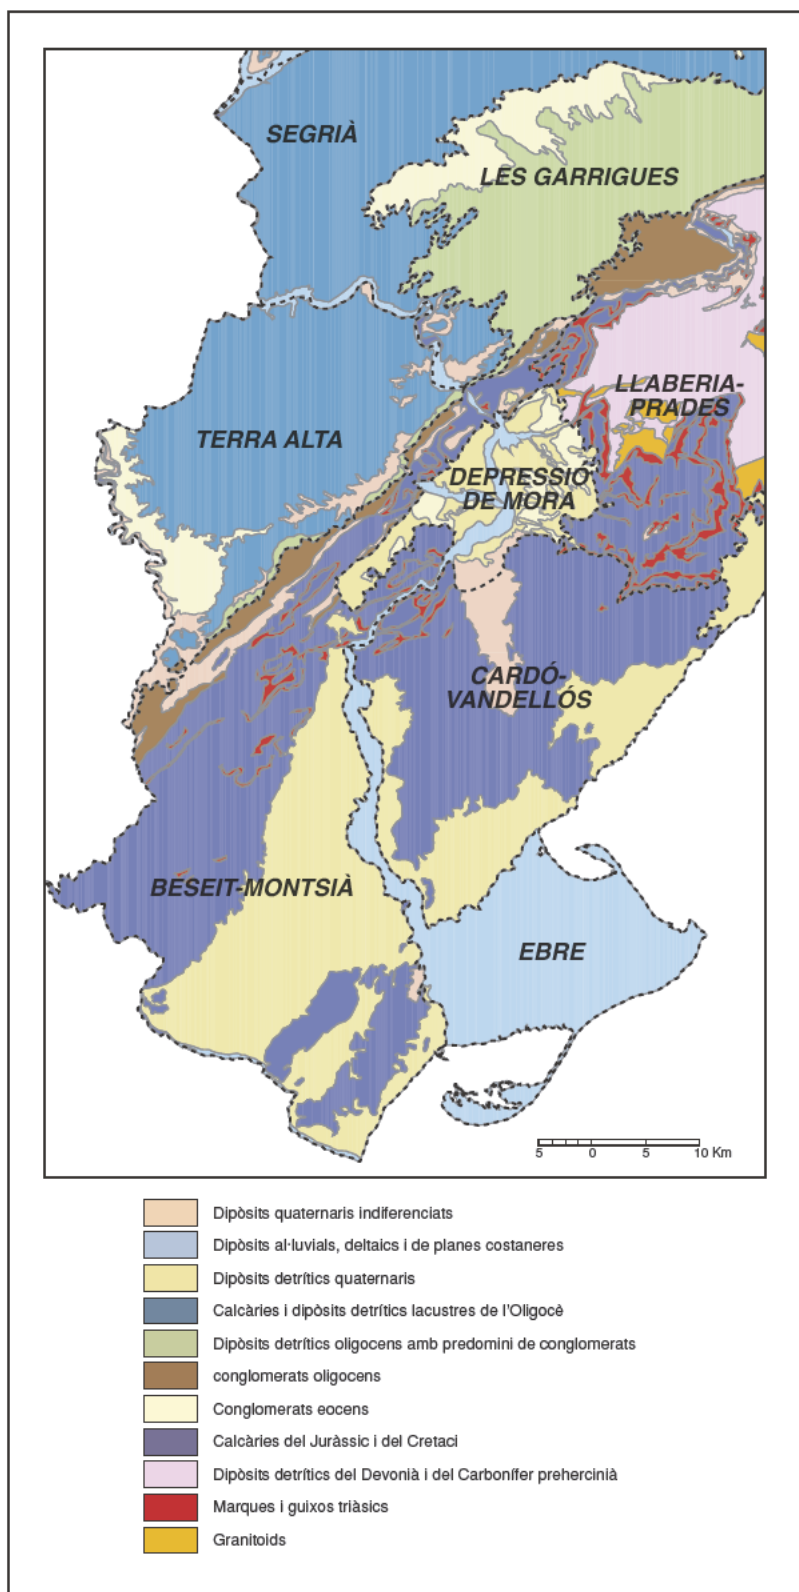 SEGRIÀ
LES GARRIGUES
LLABERIA-
PRADES
TERRA ALTA
DEPRESSIÓ
DE MORA
CARDÓ-
VANDELLÓS
BESEIT-MONTSIÀ
EBRE
5 0 5 10 Km
Dipòsits quaternaris indiferenciats
Dipòsits al·luvials, deltaics i de planes costaneres
Dipòsits detrítics quaternaris
Calcàries i dipòsits detrítics lacustres de l'Oligocè
Dipòsits detrítics oligocens amb predomini de conglomerats
conglomerats oligocens
Conglomerats eocens
Calcàries del Juràssic i del Cretaci
Dipòsits detrítics del Devonià i del Carbonífer prehercinià
Marques i guixos triàsics
Granitoids